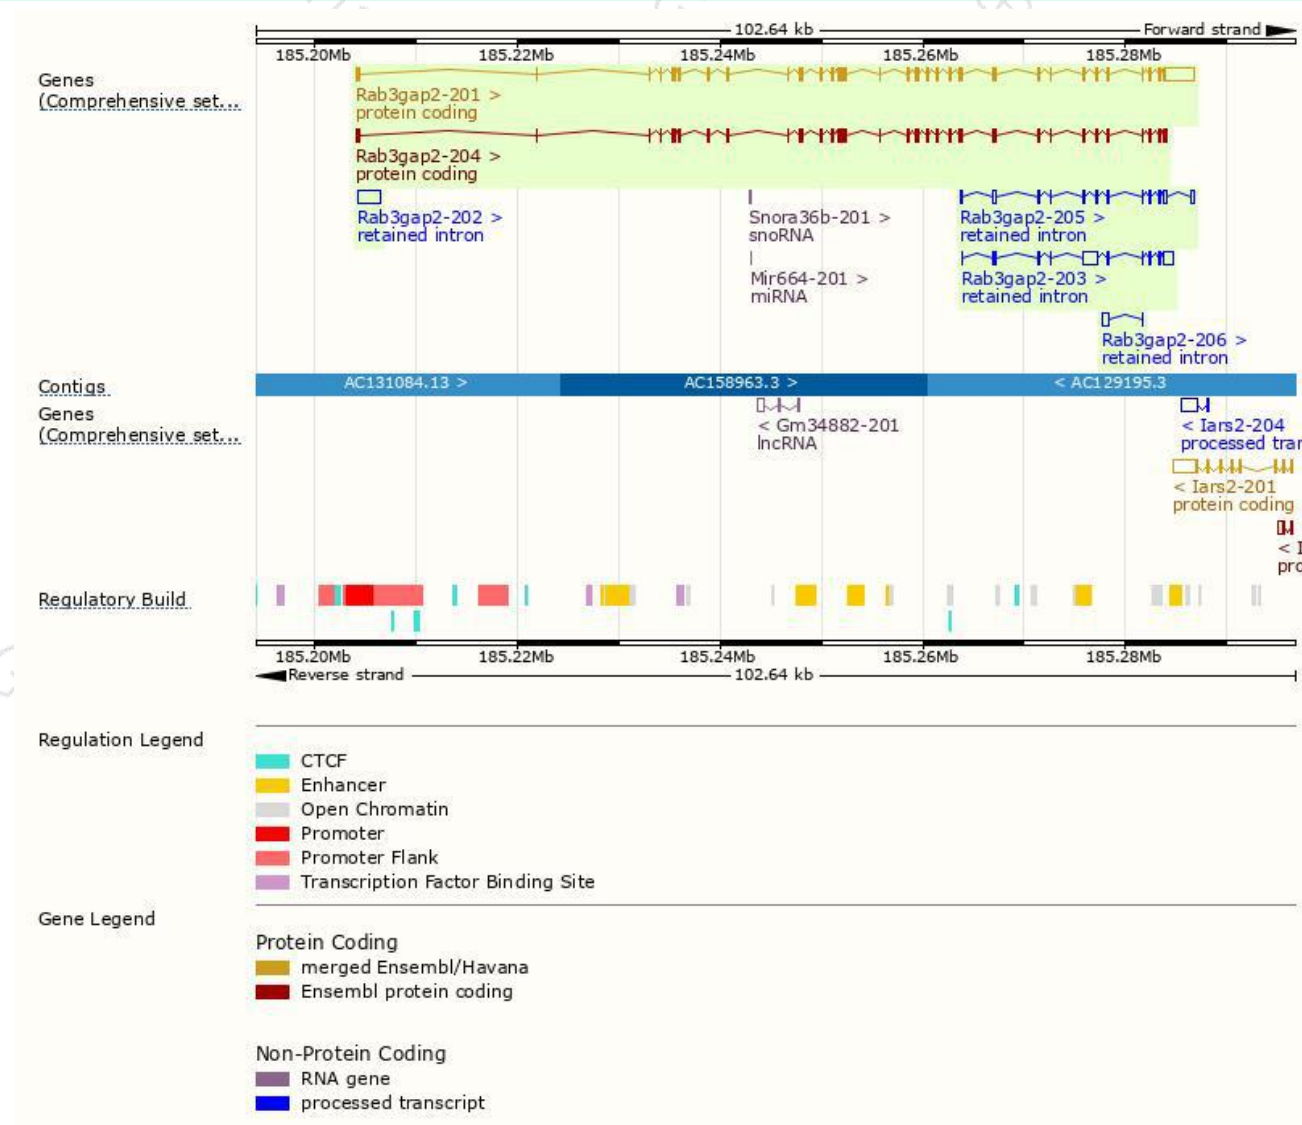 102.64 kb
Forward strand
185.20Mb 185.22Mb 185.24Mb 185.26Mb 185.28Mb
Genes
(Comprehensive set...
Rab3gap2-201 >
protein coding
Rab3gap2-204 >
protein coding
Rab3gap2-202 >
retained intron
Snora36b-201 >
snoRNA
Rab3gap2-205 >
retained intron
Mir664-201 >
miRNA
Rab3gap2-203 >
retained intron
Rab3gap2-206 >
retained intron
Contigs
AC131084.13 >
AC158963.3 >
< AC129195.3
Genes
(Comprehensive set...
< Gm34882-201
lncRNA
< Iars2-204
processed trar
< Iars2-201
protein coding
< I
pro
Regulatory Build
185.20Mb 185.22Mb 185.24Mb 185.26Mb 185.28Mb
Reverse strand
102.64 kb
Regulation Legend
CTCF
Enhancer
Open Chromatin
Promoter
Promoter Flank
Transcription Factor Binding Site
Gene Legend
Protein Coding
merged Ensembl/Havana
Ensembl protein coding
Non-Protein Coding
RNA gene
processed transcript